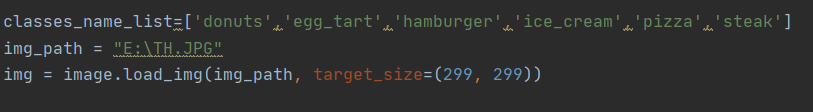 classes_name_list=['donuts','egg_tart','hamburger','ice_cream','pizza','steak']
img_path = "E:\TH.JPG"
img = image.load_img(img_path, target_size=(299, 299))